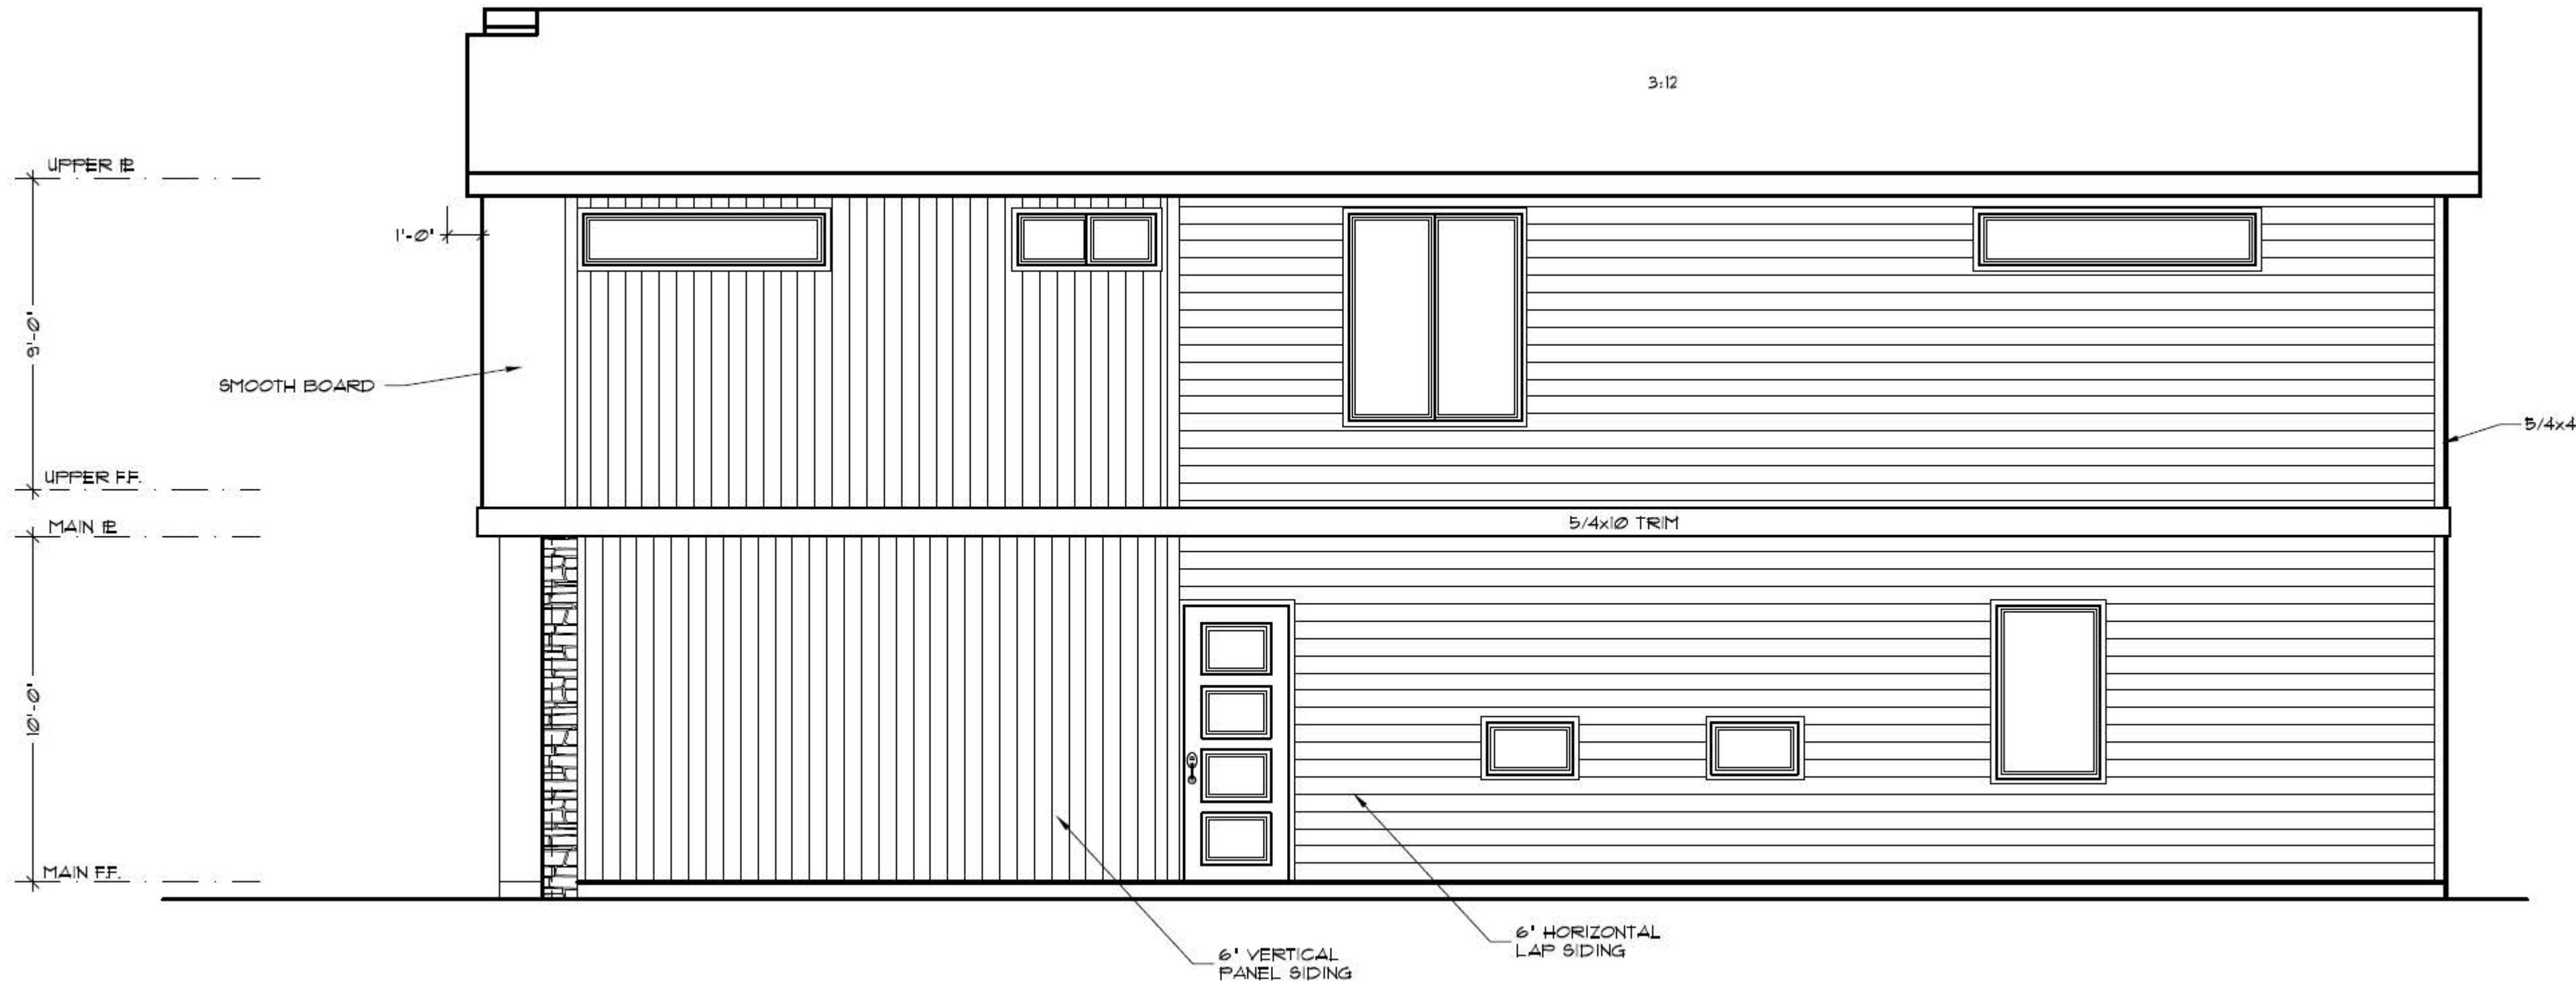 3:12
UPPER PL
1'-0"
9'-0"
SMOOTH BOARD
5/4x4
UPPER F.F.
MAIN PL
5/4x10 TRIM
10'-0"
MAIN F.F.
6" HORIZONTAL
LAP SIDING
6" VERTICAL
PANEL SIDING